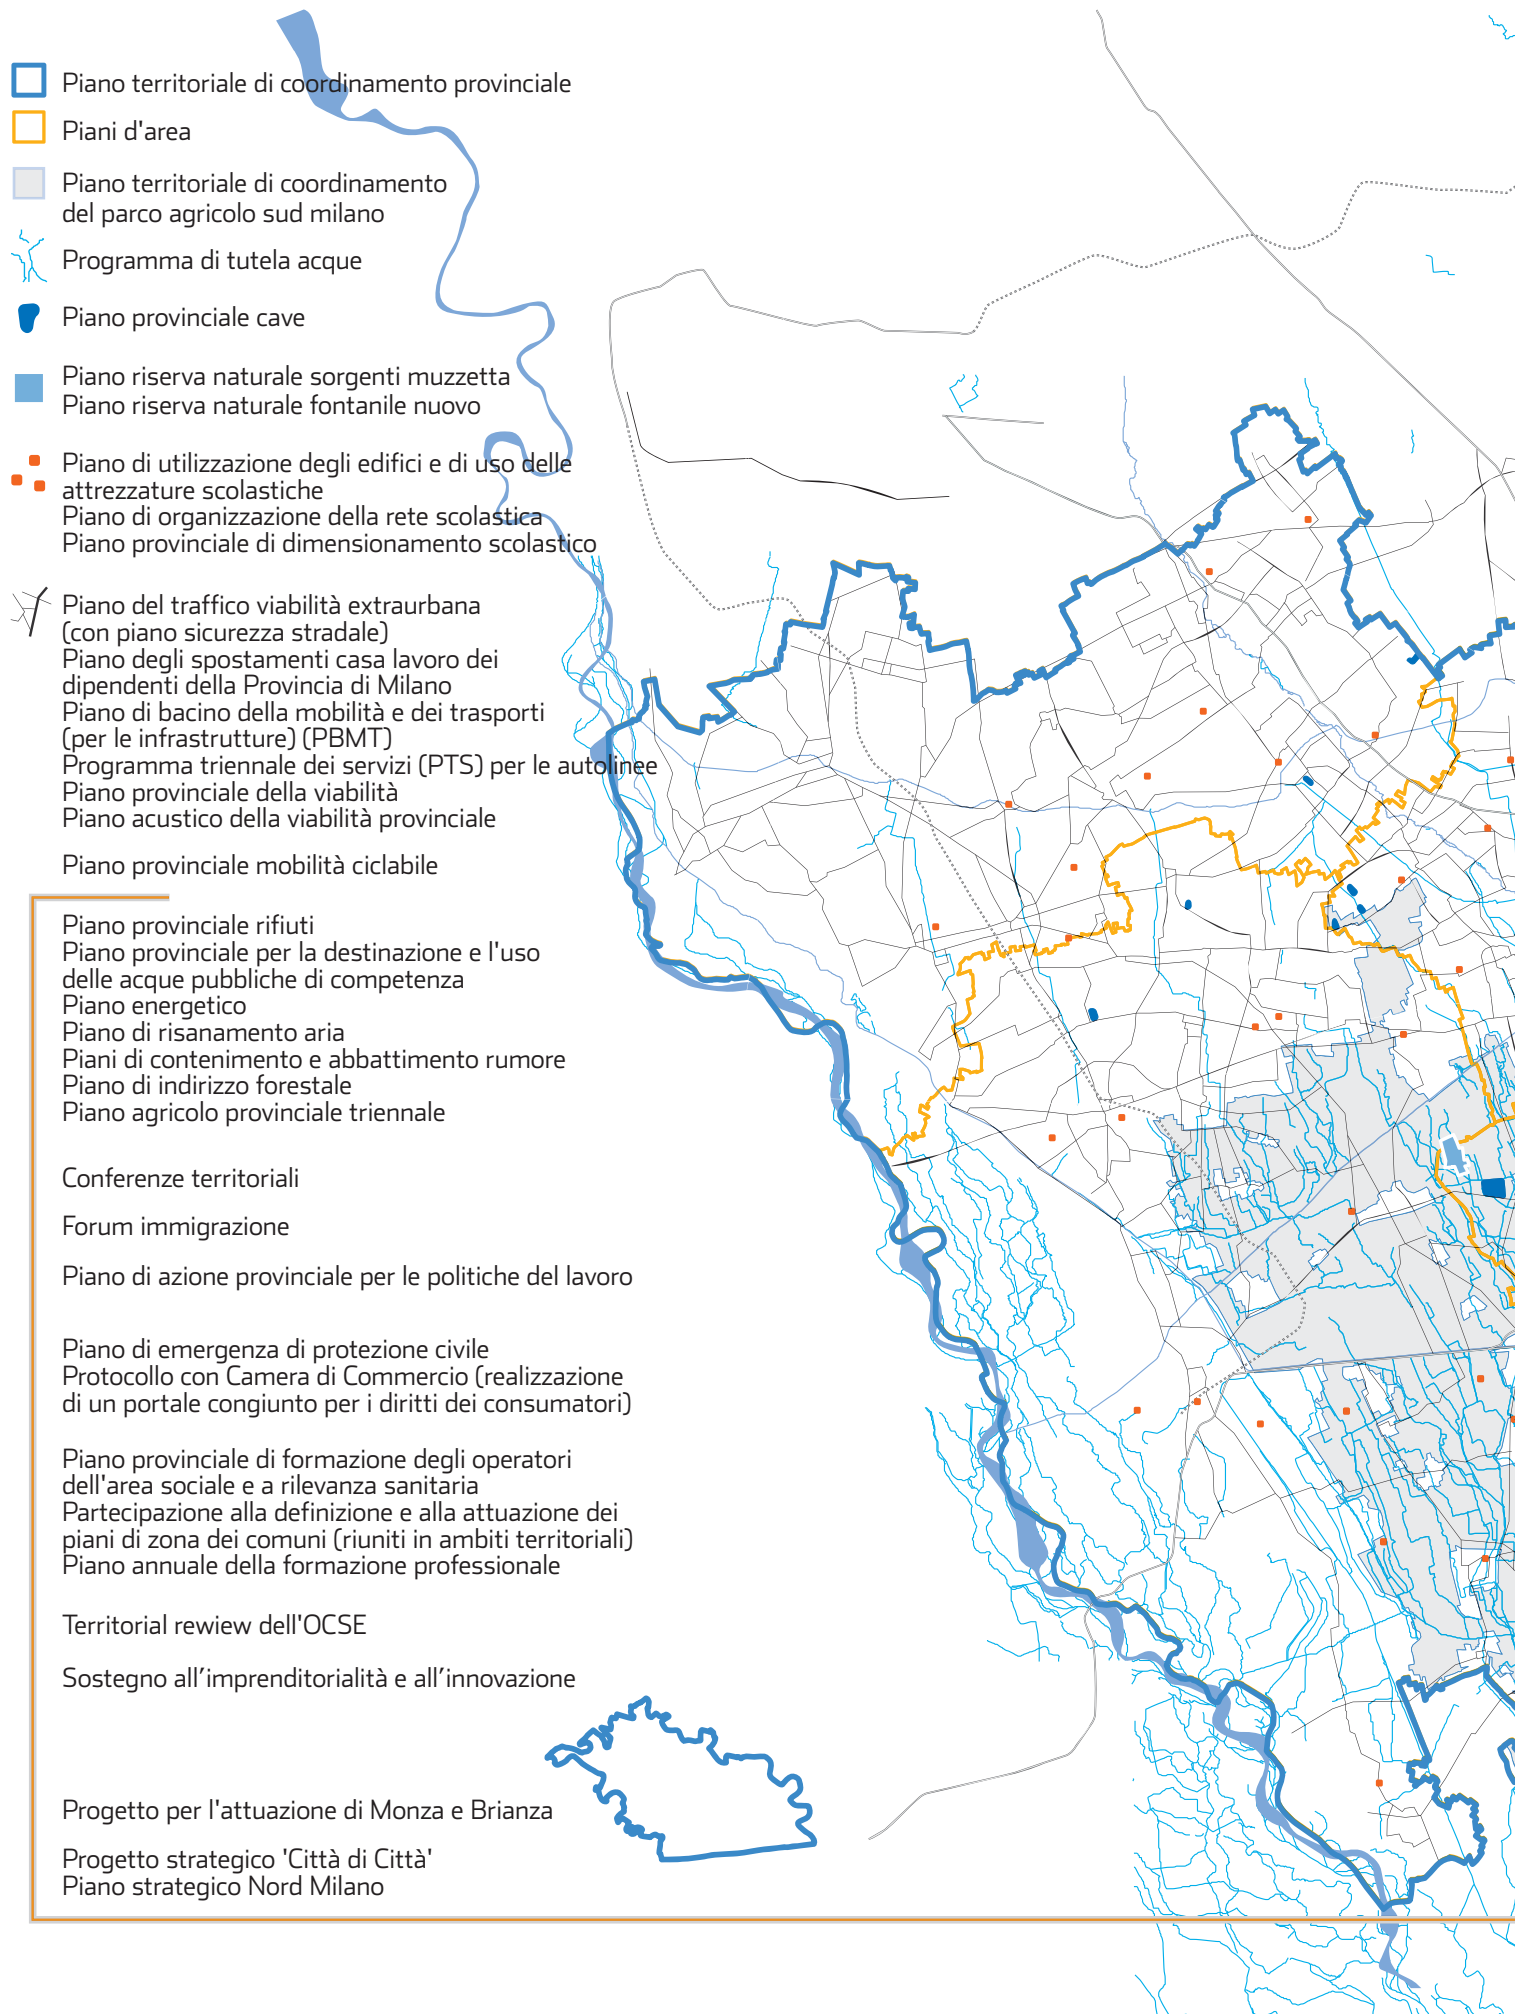 Piano territoriale di coordinamento provinciale
Piani d'area
Piano territoriale di coordinamento
del parco agricolo sud milano
Programma di tutela acque
Piano provinciale cave
Piano riserva naturale sorgenti muzzetta
Piano riserva naturale fontanile nuovo
Piano di utilizzazione degli edifici e di uso delle
attrezzature scolastiche
Piano di organizzazione della rete scolastica
Piano provinciale di dimensionamento scolastico
Piano del traffico viabilità extraurbana
(con piano sicurezza stradale)
Piano degli spostamenti casa lavoro dei
dipendenti della Provincia di Milano
Piano di bacino della mobilità e dei trasporti
(per le infrastrutture) (PBMT)
Programma triennale dei servizi (PTS) per le autolinee
Piano provinciale della viabilità
Piano acustico della viabilità provinciale
Piano provinciale mobilità ciclabile
Piano provinciale rifiuti
Piano provinciale per la destinazione e l'uso
delle acque pubbliche di competenza
Piano energetico
Piano di risanamento aria
Piani di contenimento e abbattimento rumore
Piano di indirizzo forestale
Piano agricolo provinciale triennale
Conferenze territoriali
Forum immigrazione
Piano di azione provinciale per le politiche del lavoro
Piano di emergenza di protezione civile
Protocollo con Camera di Commercio (realizzazione
di un portale congiunto per i diritti dei consumatori)
Piano provinciale di formazione degli operatori
dell'area sociale e a rilevanza sanitaria
Partecipazione alla definizione e alla attuazione dei
piani di zona dei comuni (riuniti in ambiti territoriali)
Piano annuale della formazione professionale
Territorial rewiew dell'OCSE
Sostegno all'imprenditorialità e all'innovazione
Progetto per l'attuazione di Monza e Brianza
Progetto strategico 'Città di Città'
Piano strategico Nord Milano